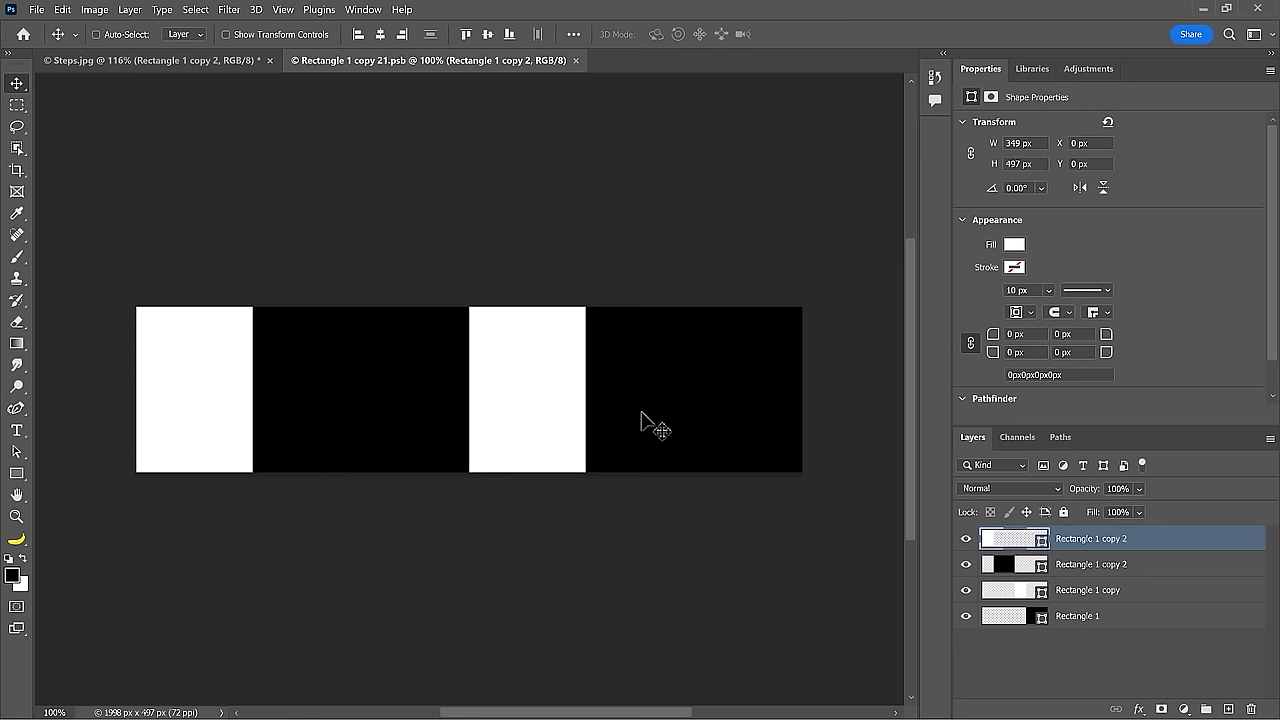 Ps File Edit Image Layer Type Select Filter 3D View Plugins Window Help
Auto-Select: Layer Show Transform Controls ••• 3D Mode: Share
© Steps.jpg @ 116% (Rectangle 1 copy 2, RGB/8) * © Rectangle 1 copy 21.psb @ 100% (Rectangle 1 copy 2, RGB/8)
Properties Libraries Adjustments
Shape Properties
Transform
W 349 px X 0 px
H 497 px Y 0 px
0.00°
Appearance
Fill
Stroke
10 px
0 px 0 px
0 px 0 px
0px0px0px0px
Pathfinder
Layers Channels Paths
Kind
Normal Opacity: 100%
Lock: Fill: 100%
Rectangle 1 copy 2
Rectangle 1 copy 2
Rectangle 1 copy
Rectangle 1
100% © 1998 px x 497 px (72 ppi)